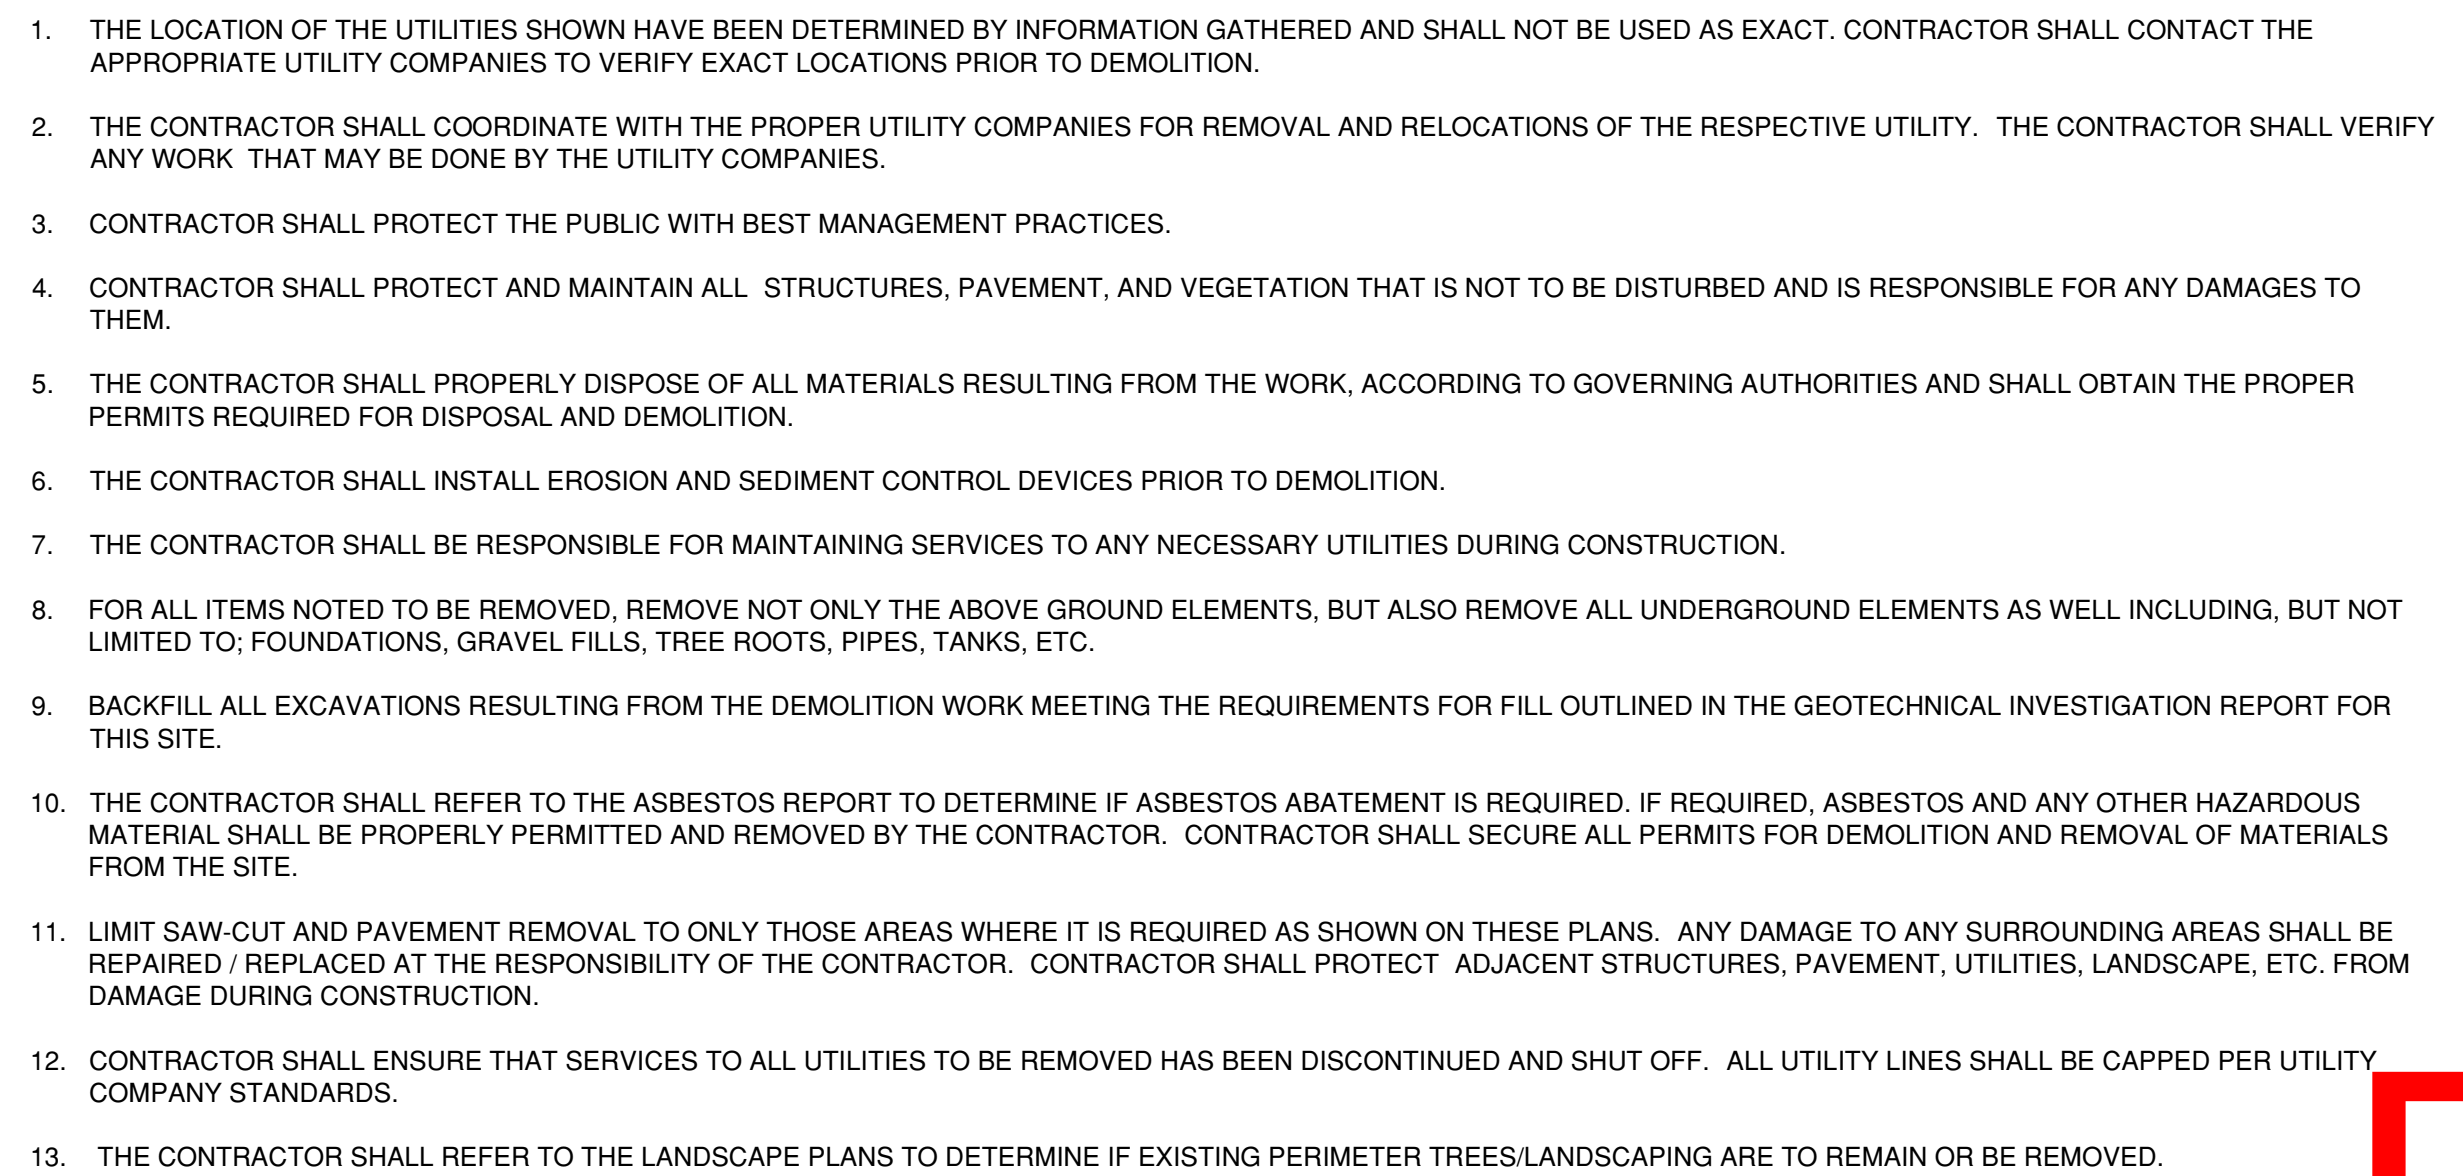 1. THE LOCATION OF THE UTILITIES SHOWN HAVE BEEN DETERMINED BY INFORMATION GATHERED AND SHALL NOT BE USED AS EXACT. CONTRACTOR SHALL CONTACT THE
APPROPRIATE UTILITY COMPANIES TO VERIFY EXACT LOCATIONS PRIOR TO DEMOLITION.
2. THE CONTRACTOR SHALL COORDINATE WITH THE PROPER UTILITY COMPANIES FOR REMOVAL AND RELOCATIONS OF THE RESPECTIVE UTILITY. THE CONTRACTOR SHALL VERIFY
ANY WORK THAT MAY BE DONE BY THE UTILITY COMPANIES.
3. CONTRACTOR SHALL PROTECT THE PUBLIC WITH BEST MANAGEMENT PRACTICES.
4. CONTRACTOR SHALL PROTECT AND MAINTAIN ALL STRUCTURES, PAVEMENT, AND VEGETATION THAT IS NOT TO BE DISTURBED AND IS RESPONSIBLE FOR ANY DAMAGES TO
THEM.
5. THE CONTRACTOR SHALL PROPERLY DISPOSE OF ALL MATERIALS RESULTING FROM THE WORK, ACCORDING TO GOVERNING AUTHORITIES AND SHALL OBTAIN THE PROPER
PERMITS REQUIRED FOR DISPOSAL AND DEMOLITION.
6. THE CONTRACTOR SHALL INSTALL EROSION AND SEDIMENT CONTROL DEVICES PRIOR TO DEMOLITION.
7. THE CONTRACTOR SHALL BE RESPONSIBLE FOR MAINTAINING SERVICES TO ANY NECESSARY UTILITIES DURING CONSTRUCTION.
8. FOR ALL ITEMS NOTED TO BE REMOVED, REMOVE NOT ONLY THE ABOVE GROUND ELEMENTS, BUT ALSO REMOVE ALL UNDERGROUND ELEMENTS AS WELL INCLUDING, BUT NOT
LIMITED TO; FOUNDATIONS, GRAVEL FILLS, TREE ROOTS, PIPES, TANKS, ETC.
9. BACKFILL ALL EXCAVATIONS RESULTING FROM THE DEMOLITION WORK MEETING THE REQUIREMENTS FOR FILL OUTLINED IN THE GEOTECHNICAL INVESTIGATION REPORT FOR
THIS SITE.
10. THE CONTRACTOR SHALL REFER TO THE ASBESTOS REPORT TO DETERMINE IF ASBESTOS ABATEMENT IS REQUIRED. IF REQUIRED, ASBESTOS AND ANY OTHER HAZARDOUS
MATERIAL SHALL BE PROPERLY PERMITTED AND REMOVED BY THE CONTRACTOR. CONTRACTOR SHALL SECURE ALL PERMITS FOR DEMOLITION AND REMOVAL OF MATERIALS
FROM THE SITE.
11. LIMIT SAW-CUT AND PAVEMENT REMOVAL TO ONLY THOSE AREAS WHERE IT IS REQUIRED AS SHOWN ON THESE PLANS. ANY DAMAGE TO ANY SURROUNDING AREAS SHALL BE
REPAIRED / REPLACED AT THE RESPONSIBILITY OF THE CONTRACTOR. CONTRACTOR SHALL PROTECT ADJACENT STRUCTURES, PAVEMENT, UTILITIES, LANDSCAPE, ETC. FROM
DAMAGE DURING CONSTRUCTION.
12. CONTRACTOR SHALL ENSURE THAT SERVICES TO ALL UTILITIES TO BE REMOVED HAS BEEN DISCONTINUED AND SHUT OFF. ALL UTILITY LINES SHALL BE CAPPED PER UTILITY
COMPANY STANDARDS.
13. THE CONTRACTOR SHALL REFER TO THE LANDSCAPE PLANS TO DETERMINE IF EXISTING PERIMETER TREES/LANDSCAPING ARE TO REMAIN OR BE REMOVED.